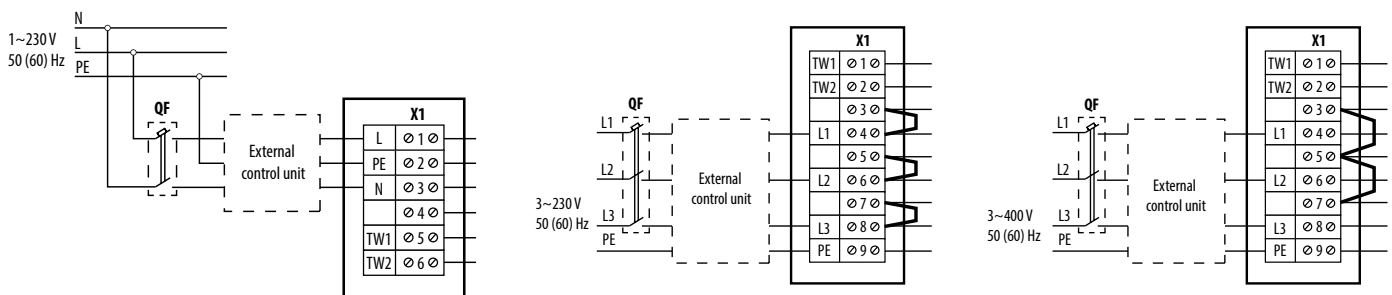 N
1~230 V
50 (60) Hz
L
PE
QF
External
control unit
X1
L 1
PE 2
N 3
4
TW1 5
TW2 6
QF
L1
L2
L3
PE
3~230 V
50 (60) Hz
External
control unit
X1
TW1 1
TW2 2
3
L1 4
5
L2 6
7
L3 8
PE 9
QF
L1
L2
L3
PE
3~400 V
50 (60) Hz
External
control unit
X1
TW1 1
TW2 2
3
L1 4
5
L2 6
7
L3 8
PE 9